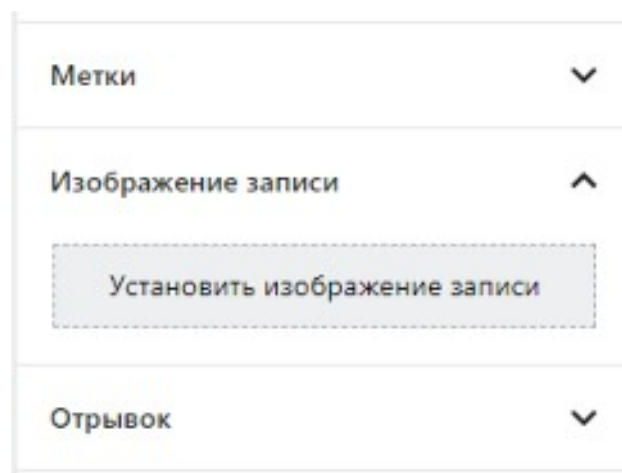 Метки
Изображение записи
Установить изображение записи
Отрывок